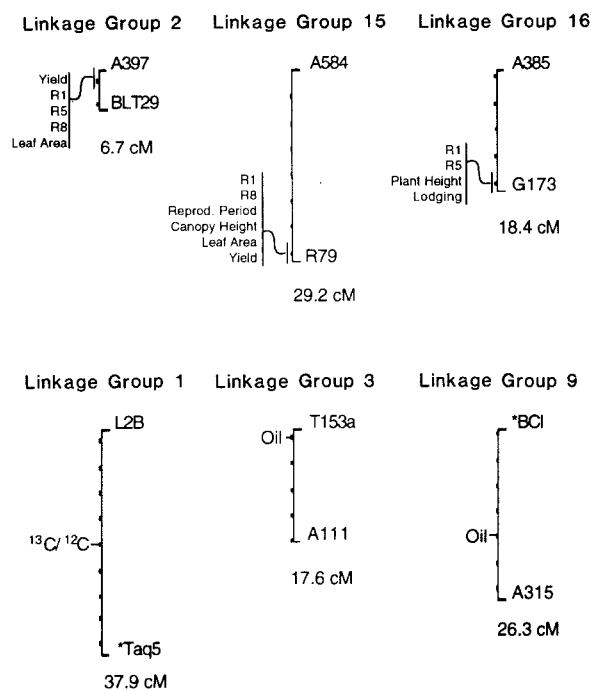 Linkage Group 2
A397
Yield
R1
R5
R8
Leaf Area
BLT29
6.7 cM
Linkage Group 15
A584
R1
R8
Reprod. Period
Canopy Height
Leaf Area
Yield
R79
29.2 cM
Linkage Group 16
A385
R1
R5
Plant Height
Lodging
G173
18.4 cM
Linkage Group 1
L2B
¹³C/ ¹²C
*Taq5
37.9 cM
Linkage Group 3
T153a
Oil
A111
17.6 cM
Linkage Group 9
*BCI
Oil
A315
26.3 cM